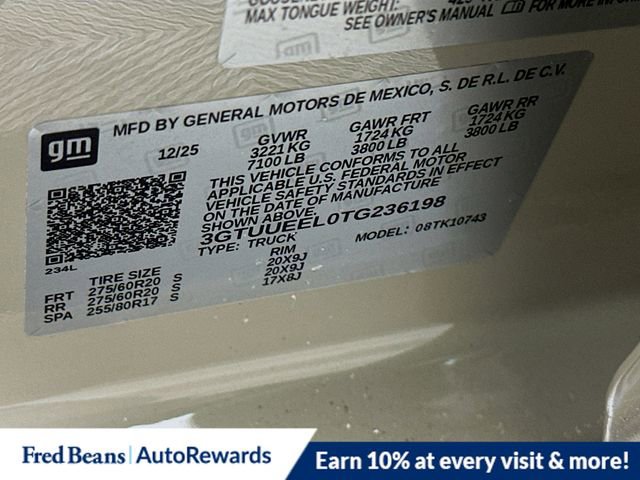 MAX TONGUE WEIGHT:
SEE OWNER'S MANUAL FOR MORE
gm
MFD BY GENERAL MOTORS DE MEXICO, S. DE R.L. DE C.V.
12/25 GVWR GAWR FRT GAWR RR
3221 KG 1724 KG 1724 KG
7100 LB 3800 LB 3800 LB
THIS VEHICLE CONFORMS TO ALL
APPLICABLE U.S. FEDERAL MOTOR
VEHICLE SAFETY STANDARDS IN EFFECT
ON THE DATE OF MANUFACTURE
SHOWN ABOVE.
3GTUUEEL0TG236198
TYPE: TRUCK MODEL: 08TK10743
234L
TIRE SIZE RIM
FRT 275/60R20 S 20X9J
RR 275/60R20 S 20X9J
SPA 255/80R17 S 17X8J
Fred Beans AutoRewards
Earn 10% at every visit & more!